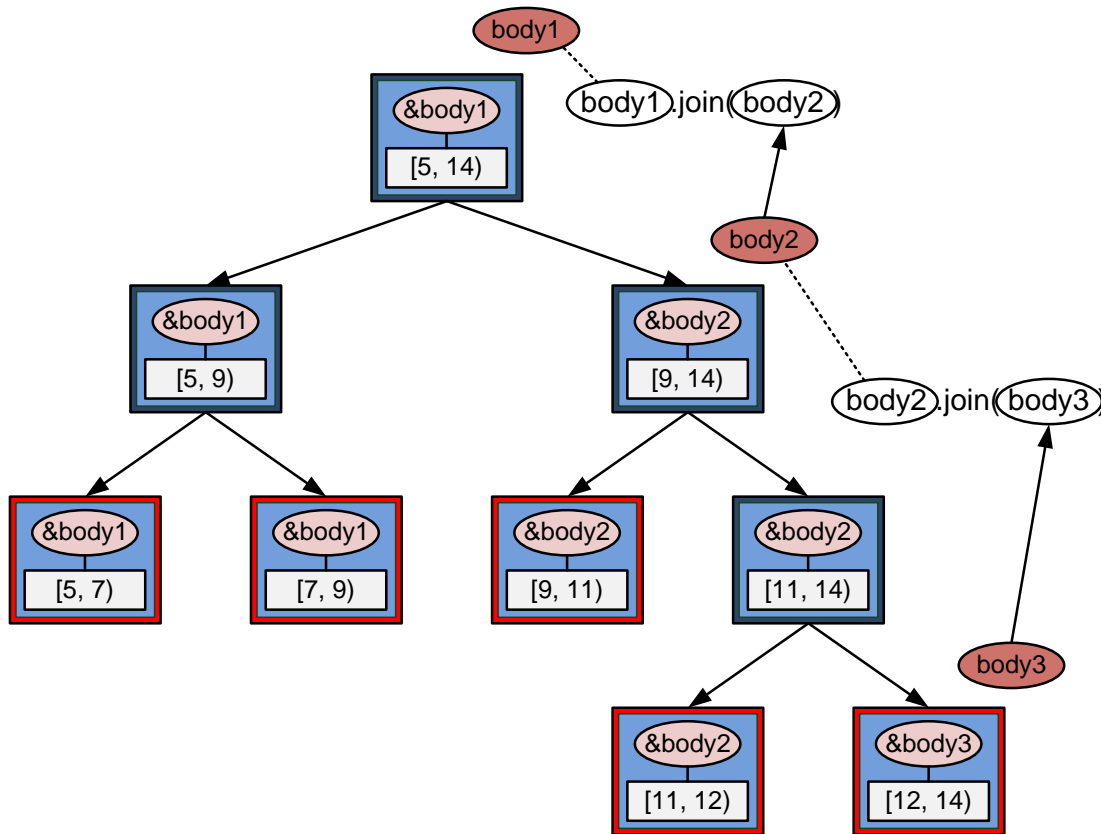 body1
body1.join(body2)
&body1
[5, 14)
body2
&body1
[5, 9)
&body2
[9, 14)
body2.join(body3)
&body1
[5, 7)
&body1
[7, 9)
&body2
[9, 11)
&body2
[11, 14)
body3
&body2
[11, 12)
&body3
[12, 14)